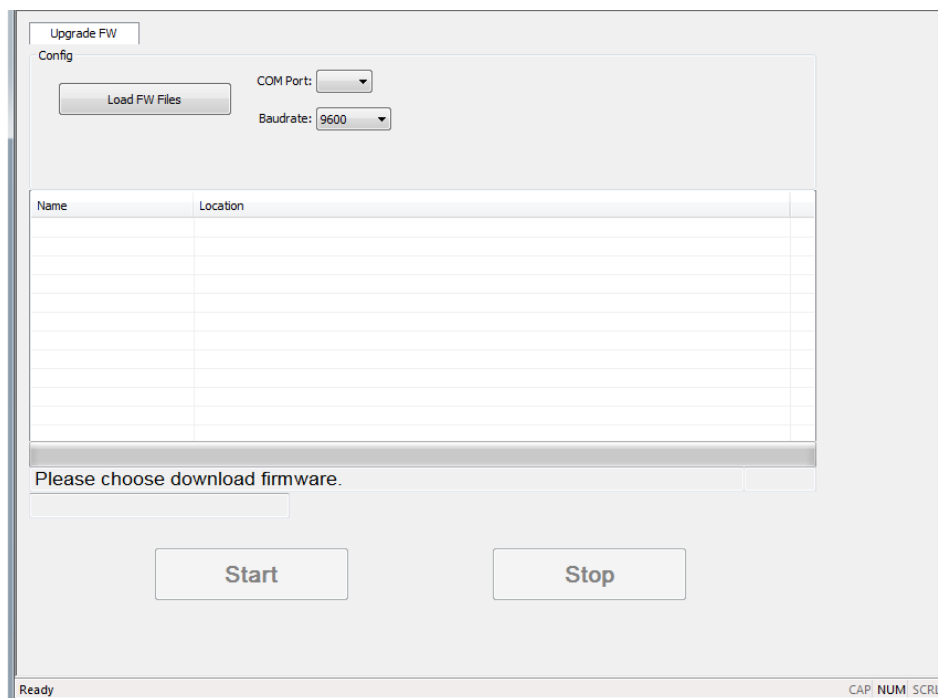 Upgrade FW
Config
COM Port:
Load FW Files
Baudrate: 9600
Name Location
Please choose download firmware.
Start Stop
Ready CAP NUM SCRL